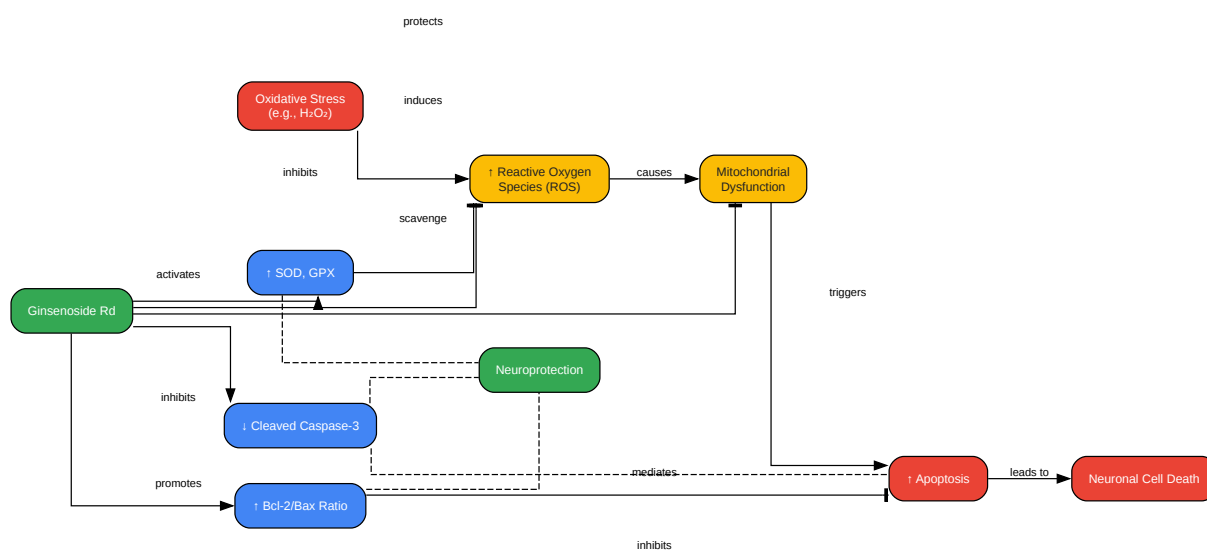 protects
Oxidative Stress
(e.g., H₂O₂)
induces
inhibits
↑ Reactive Oxygen
Species (ROS)
causes
Mitochondrial
Dysfunction
scavenge
activates
↑ SOD, GPX
triggers
Ginsenoside Rd
Neuroprotection
inhibits
↓ Cleaved Caspase-3
mediates
↑ Apoptosis
leads to
Neuronal Cell Death
promotes
↑ Bcl-2/Bax Ratio
inhibits